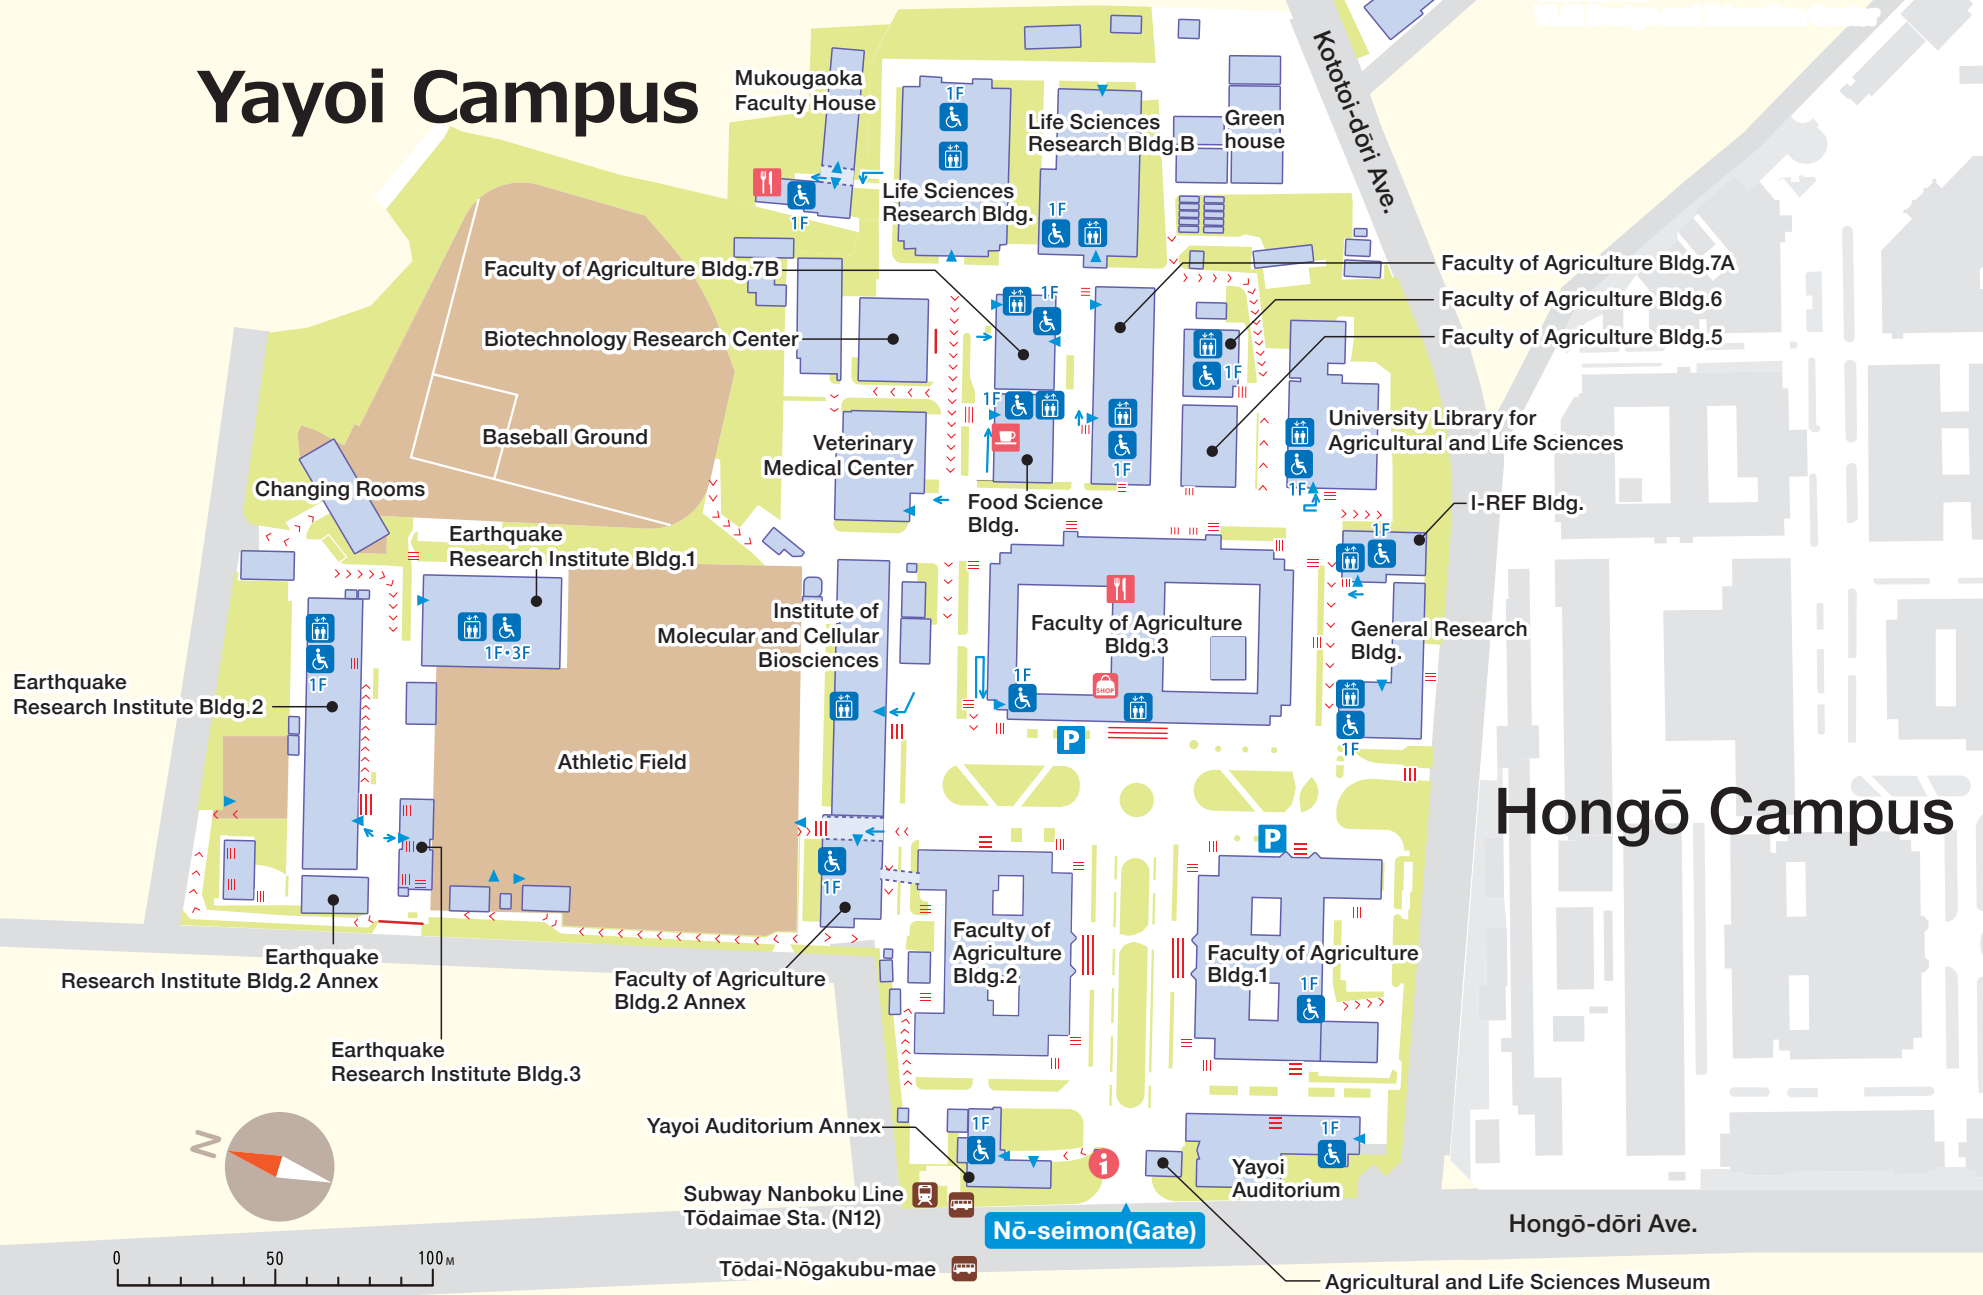 Yayoi Campus
Mukougaoka
Faculty House
1F
1F
Life Sciences
Research Bldg.
Life Sciences
Research Bldg.B
1F
Green
house
Kototoi-dōri Ave.
Faculty of Agriculture Bldg.7B
1F
Faculty of Agriculture Bldg.7A
Faculty of Agriculture Bldg.6
1F
Faculty of Agriculture Bldg.5
Biotechnology Research Center
1F
1F
Baseball Ground
Veterinary
Medical Center
Food Science
Bldg.
University Library for
Agricultural and Life Sciences
1F
Changing Rooms
I-REF Bldg.
1F
Earthquake
Research Institute Bldg.1
1F·3F
Institute of
Molecular and Cellular
Biosciences
Faculty of Agriculture
Bldg.3
1F
SHOP
P
General Research
Bldg.
1F
Earthquake
Research Institute Bldg.2
1F
Athletic Field
Hongō Campus
P
1F
Faculty of
Agriculture
Bldg.2
Faculty of Agriculture
Bldg.1
1F
Earthquake
Research Institute Bldg.2 Annex
Faculty of Agriculture
Bldg.2 Annex
Earthquake
Research Institute Bldg.3
N
Yayoi Auditorium Annex
1F
i
1F
Yayoi
Auditorium
Subway Nanboku Line
Tōdaimae Sta. (N12)
Nō-seimon(Gate)
Hongō-dōri Ave.
Tōdai-Nōgakubu-mae
Agricultural and Life Sciences Museum
0
50
100M